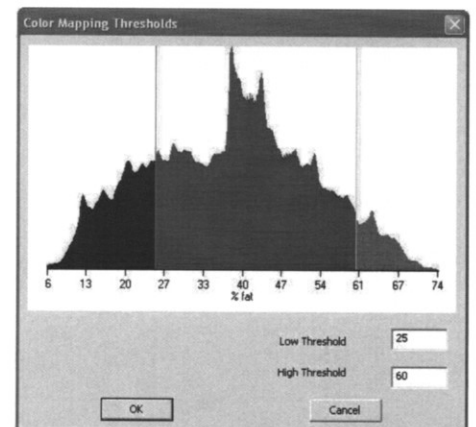 Color Mapping Thresholds
6 13 20 27 33 40 47 54 61 67 74
% fat
Low Threshold 25
High Threshold 60
OK Cancel